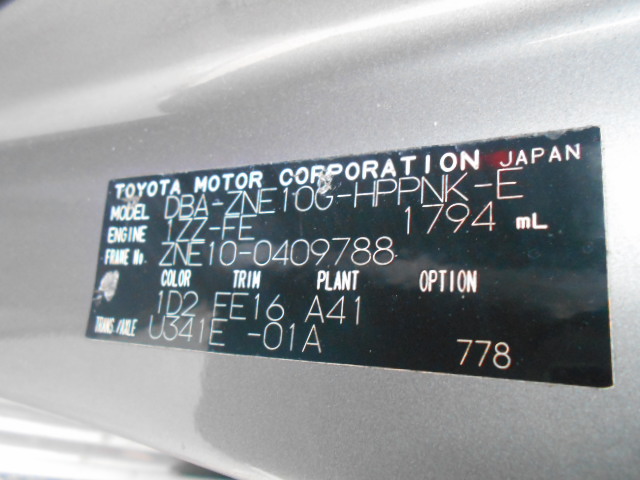 TOYOTA MOTOR CORPORATION JAPAN
MODEL DBA-ZNE10G-HPPNK-E
ENGINE 1ZZ-FE 1794 mL
FRAME No. ZNE10-0409788
COLOR TRIM PLANT OPTION
1D2 FE16 A41
TRANS/AXLE U341E -01A
778